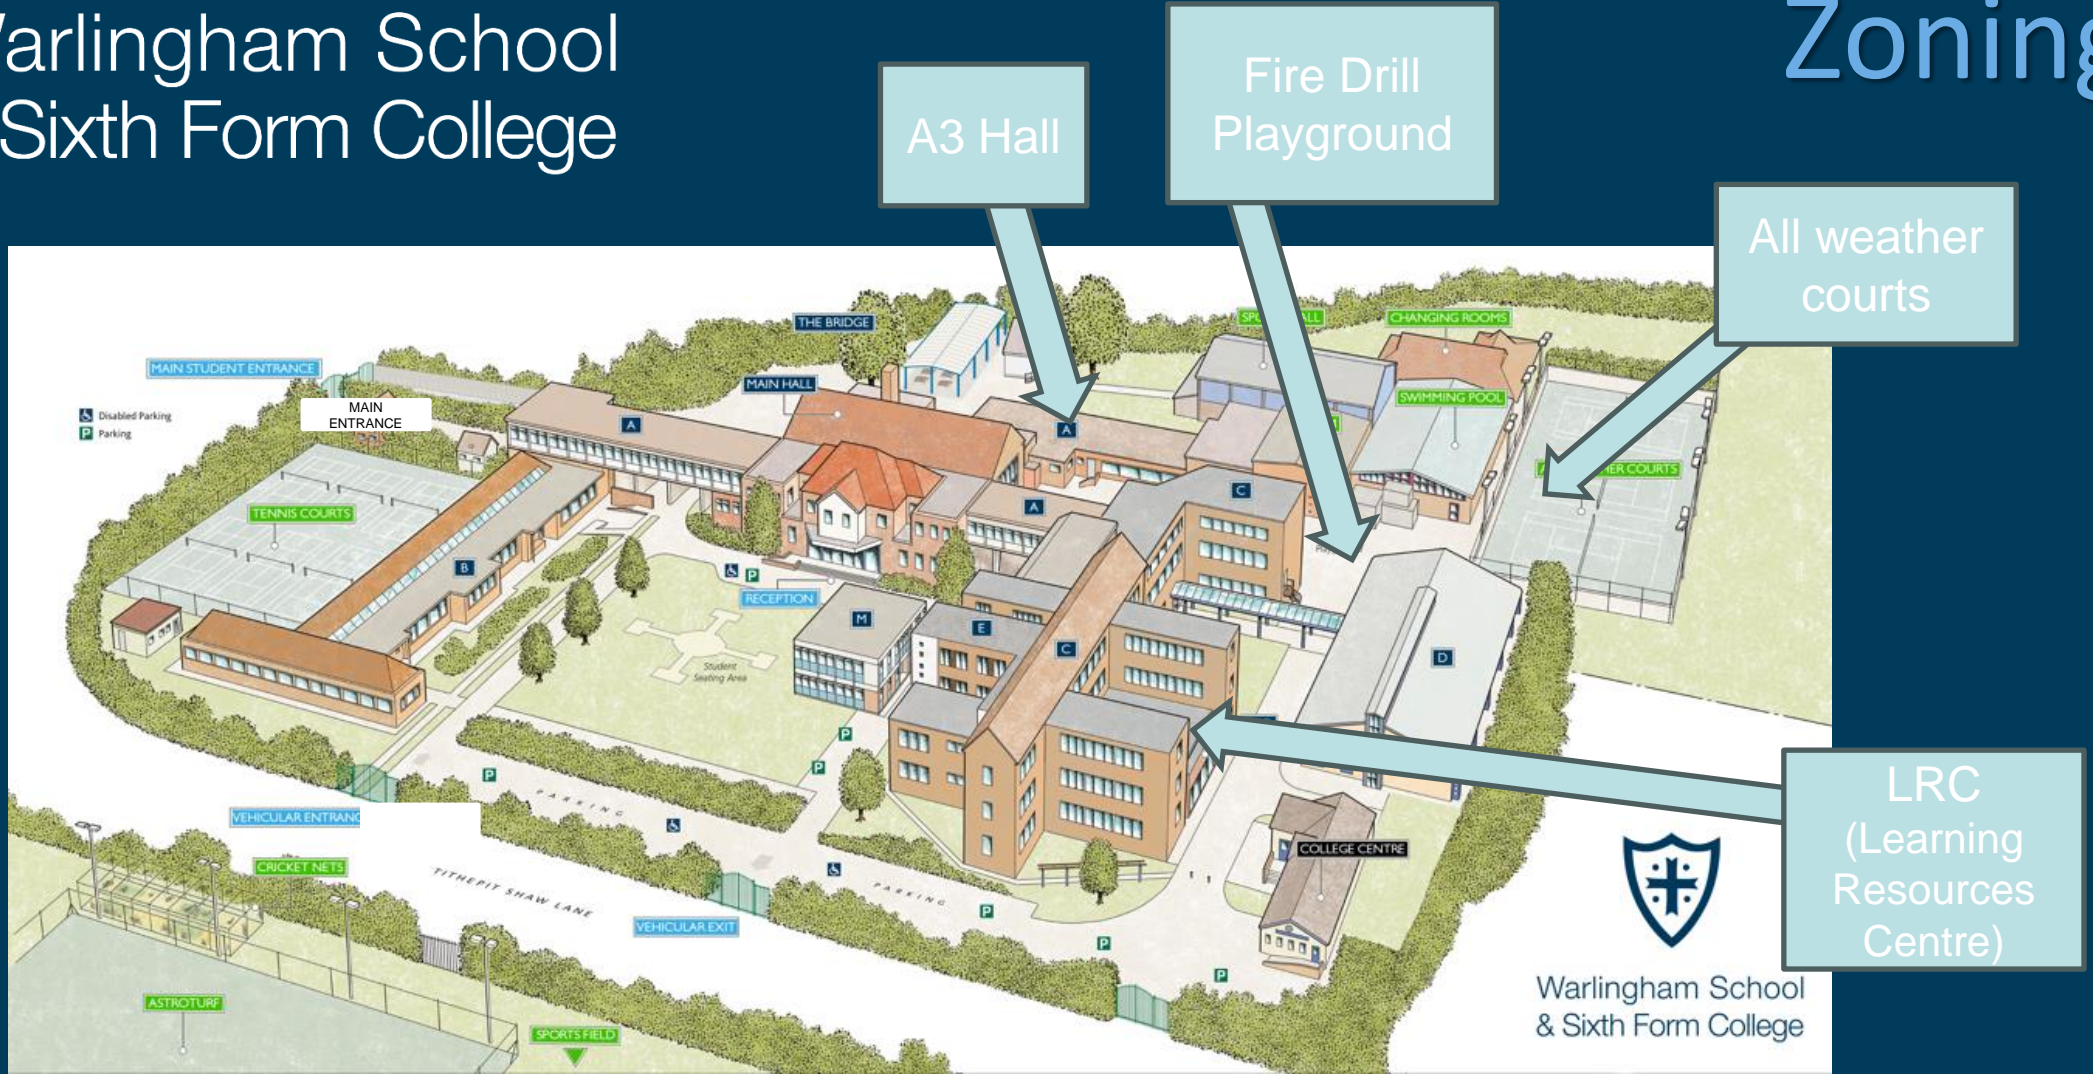 arlingham School
Sixth Form College
Zoning
A3 Hall
Fire Drill
Playground
All weather
courts
THE BRIDGE
CHANGING ROOMS
MAIN STUDENT ENTRANCE
MAIN HALL
SWIMMING POOL
Disabled Parking
P Parking
MAIN
ENTRANCE
A
A
ER COURTS
TENNIS COURTS
C
A
B
P
RECEPTION
M
E
C
D
Student
Seating Area
P
P
P
PARKING
LRC
(Learning
Resources
Centre)
VEHICULAR ENTRANC
COLLEGE CENTRE
CRICKET NETS
TITHEPIT SHAW LANE
PARKING
P
VEHICULAR EXIT
P
P
ASTROTURF
SPORTS FIELD
Warlingham School
& Sixth Form College